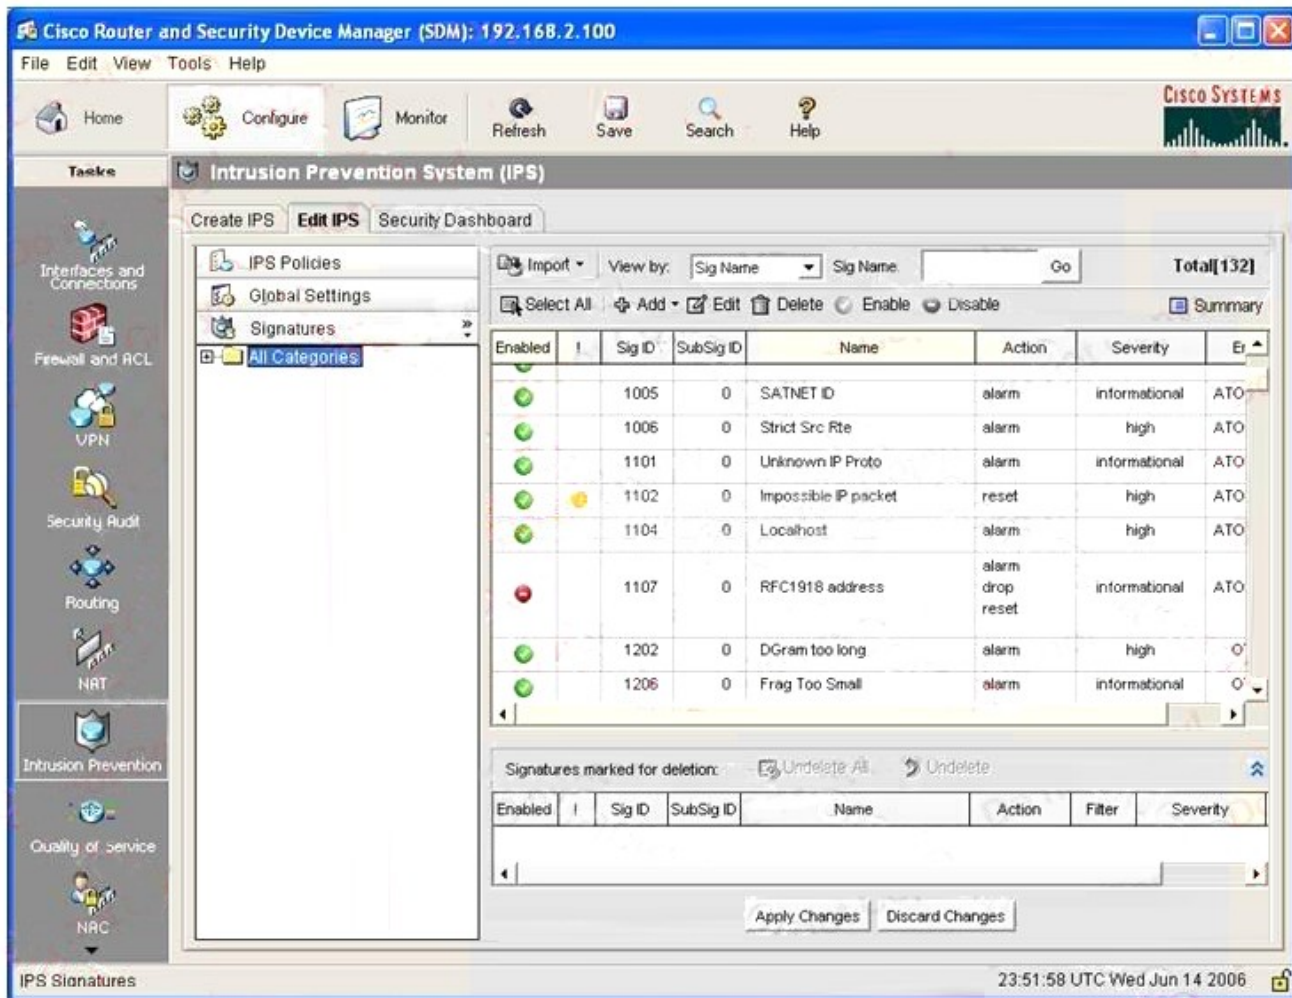 Cisco Router and Security Device Manager (SDM): 192.168.2.100
File Edit View Tools Help
Home Configure Monitor Refresh Save Search Help
CISCO SYSTEMS
Tasks
Intrusion Prevention System (IPS)
Interfaces and Connections
Firewall and ACL
VPN
Security Audit
Routing
NAT
Intrusion Prevention
Quality of Service
NAC
Create IPS Edit IPS Security Dashboard
IPS Policies
Global Settings
Signatures »
All Categories
Import View by: Sig Name Sig Name: Go Total[132]
Select All Add Edit Delete Enable Disable Summary
Enabled ! Sig ID SubSig ID Name Action Severity
1005 0 SATNET ID alarm informational ATO
1006 0 Strict Src Rte alarm high ATO
1101 0 Unknown IP Proto alarm informational ATO
1102 0 Impossible IP packet reset high ATO
1104 0 Localhost alarm high ATO
1107 0 RFC1918 address alarm drop reset informational ATO
1202 0 DGram too long alarm high
1206 0 Frag Too Small alarm informational
Signatures marked for deletion: Undelete All Undelete
Enabled ! Sig ID SubSig ID Name Action Filter Severity
Apply Changes Discard Changes
IPS Signatures 23:51:58 UTC Wed Jun 14 2006